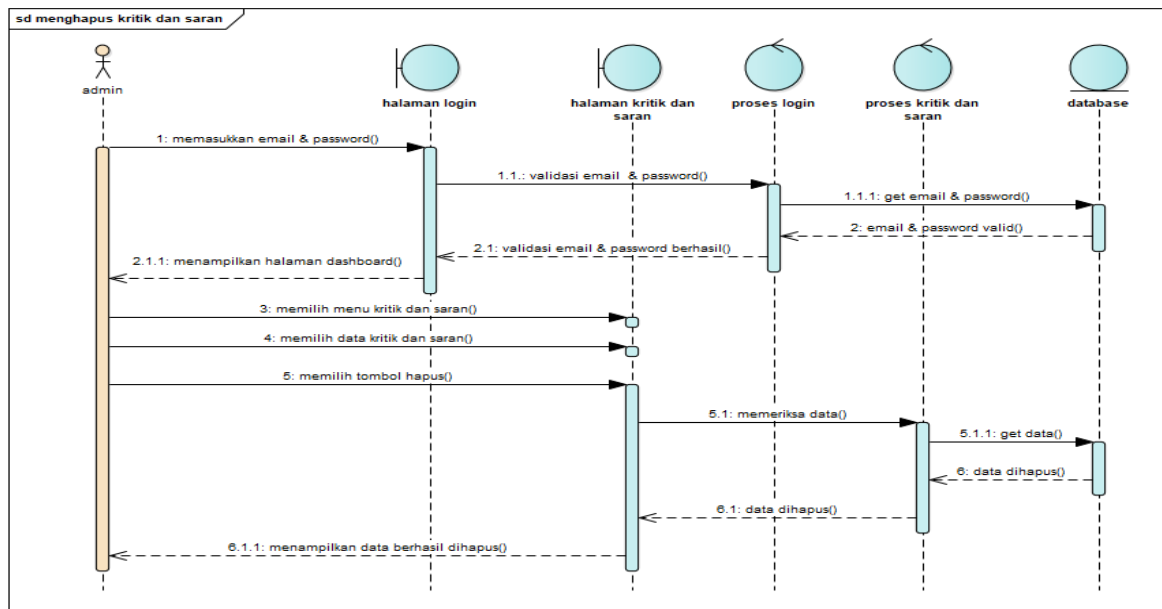 sd menghapus kritik dan saran
admin
halaman login
halaman kritik dan
saran
proses login
proses kritik dan
saran
database
1: memasukkan email & password()
1.1.: validasi email & password()
1.1.1: get email & password()
2: email & password valid()
2.1: validasi email & password berhasil()
2.1.1: menampilkan halaman dashboard()
3: memilih menu kritik dan saran()
4: memilih data kritik dan saran()
5: memilih tombol hapus()
5.1: memeriksa data()
5.1.1: get data()
6: data dihapus()
6.1: data dihapus()
6.1.1: menampilkan data berhasil dihapus()